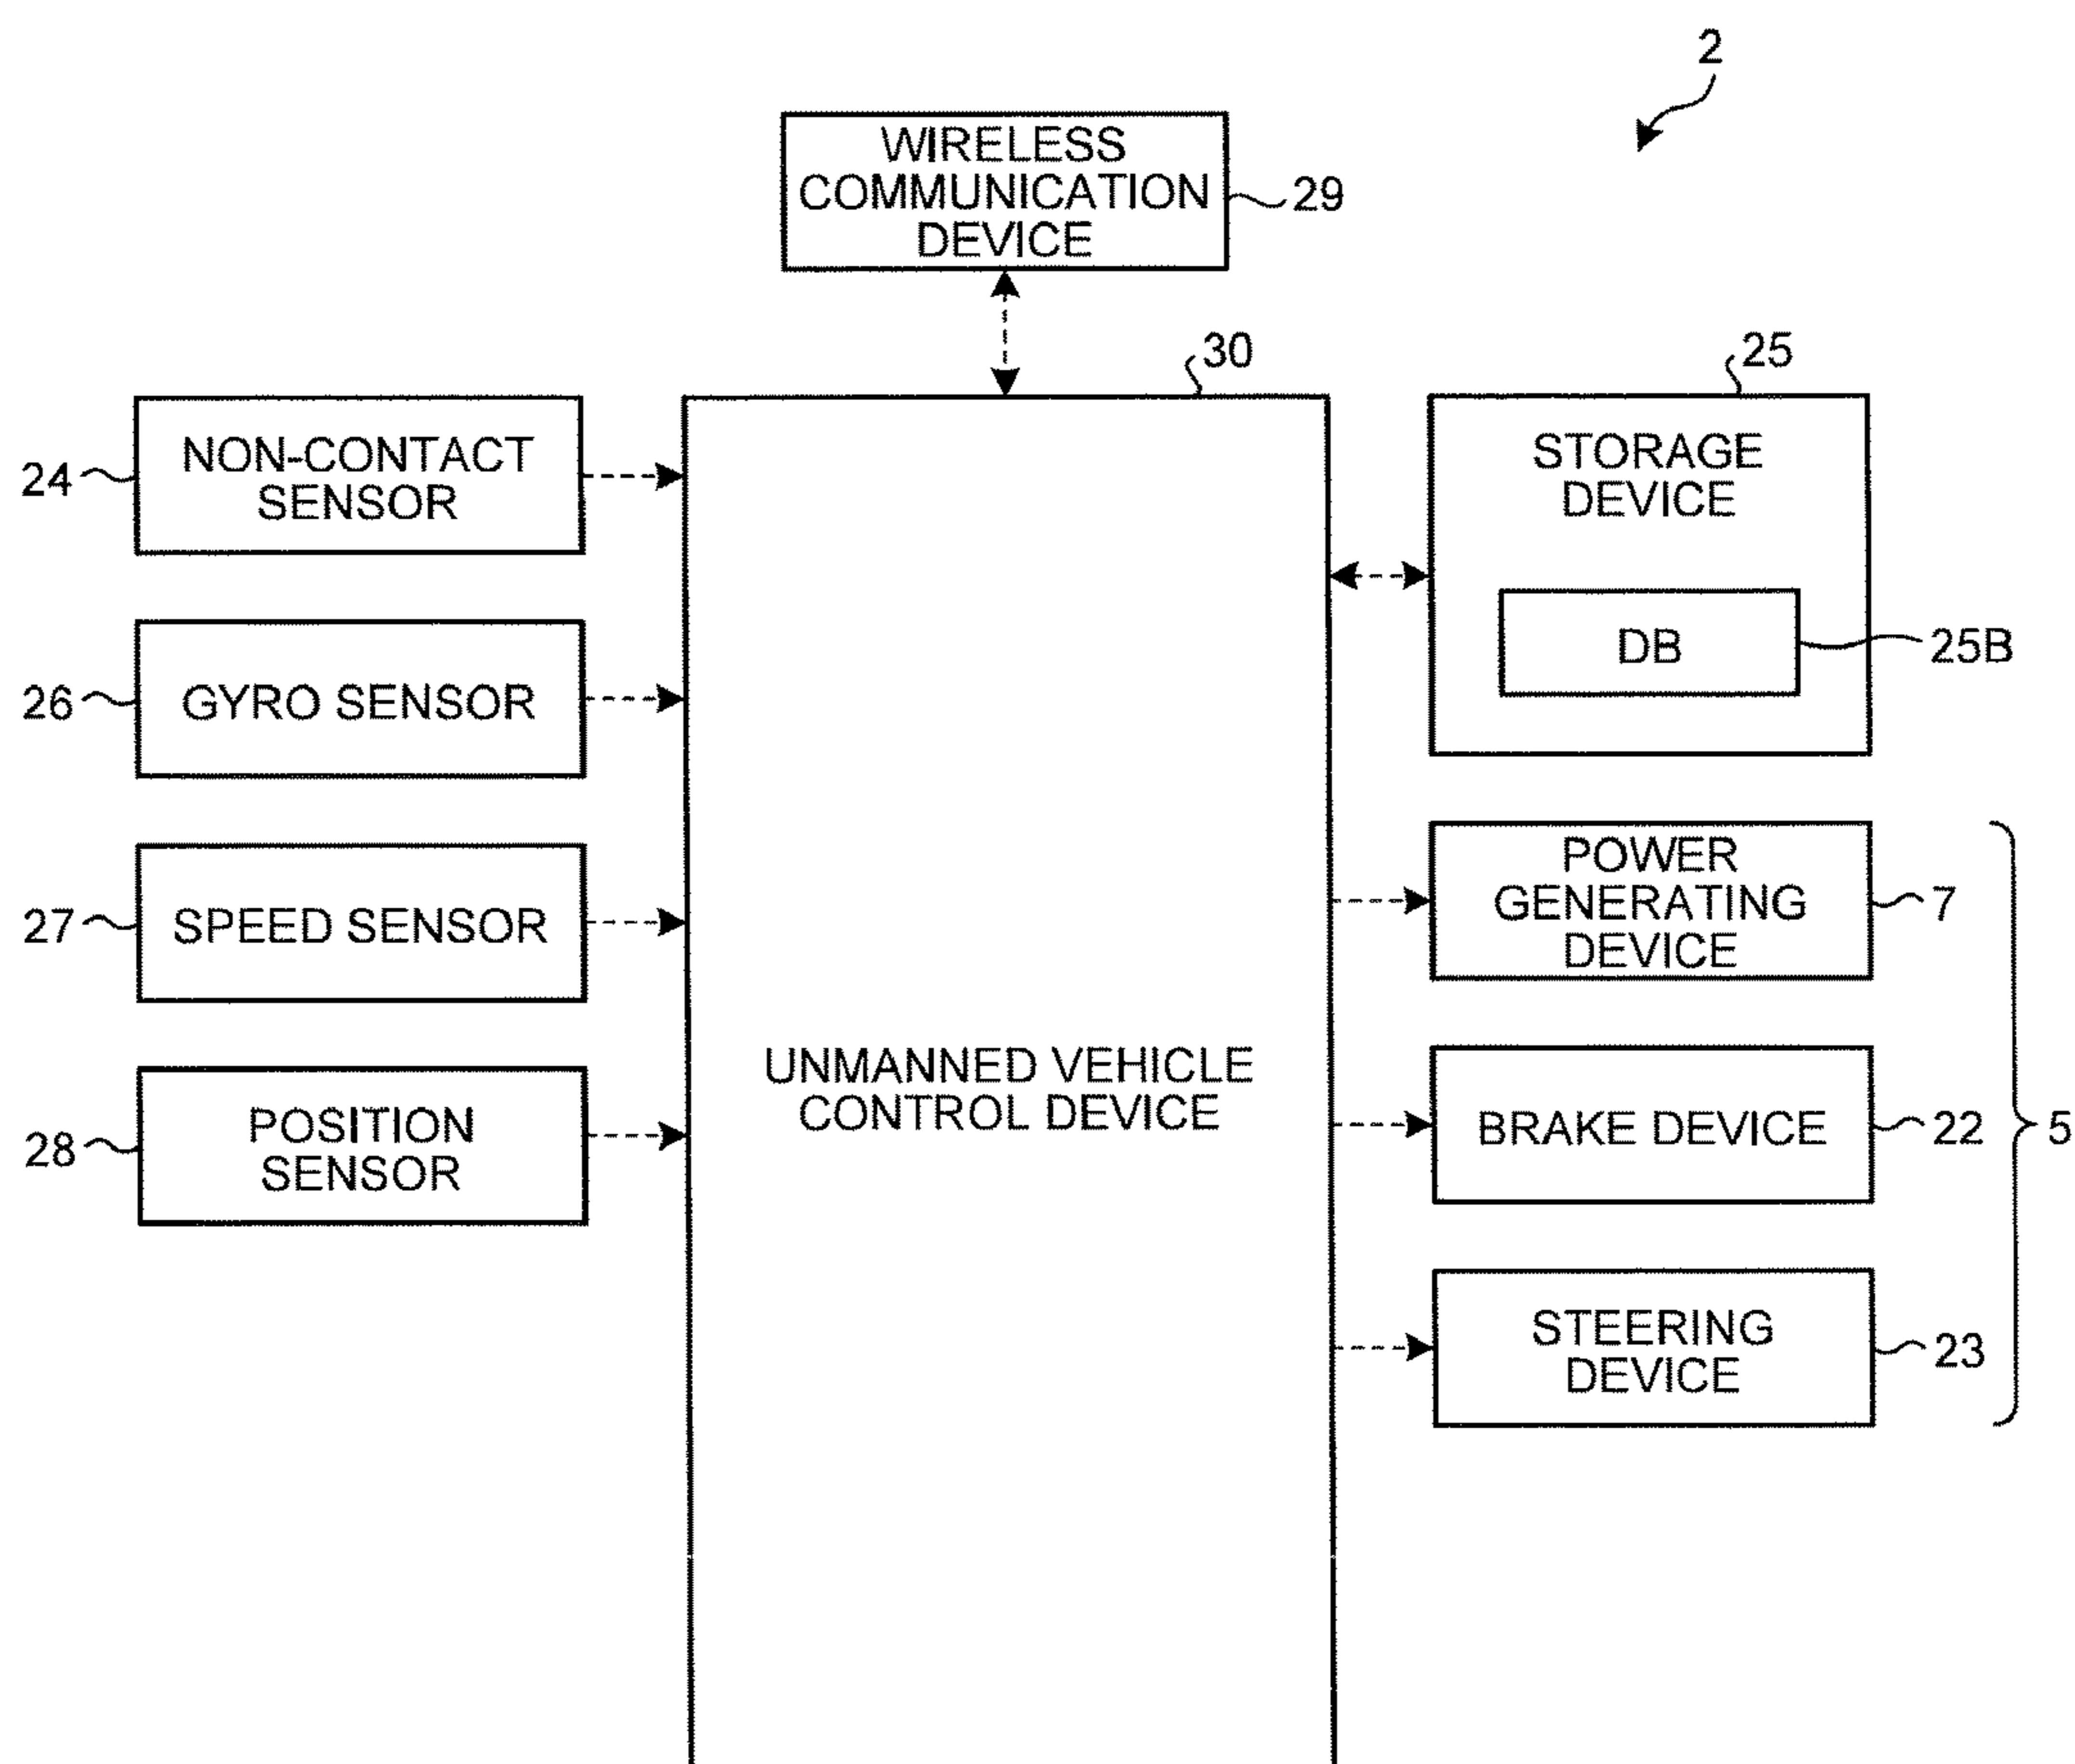 2
WIRELESS
COMMUNICATION
DEVICE
29
30
25
24
NON-CONTACT
SENSOR
STORAGE
DEVICE
DB
25B
26
GYRO SENSOR
POWER
GENERATING
DEVICE
7
27
SPEED SENSOR
UNMANNED VEHICLE
CONTROL DEVICE
28
POSITION
SENSOR
BRAKE DEVICE
22
5
STEERING
DEVICE
23